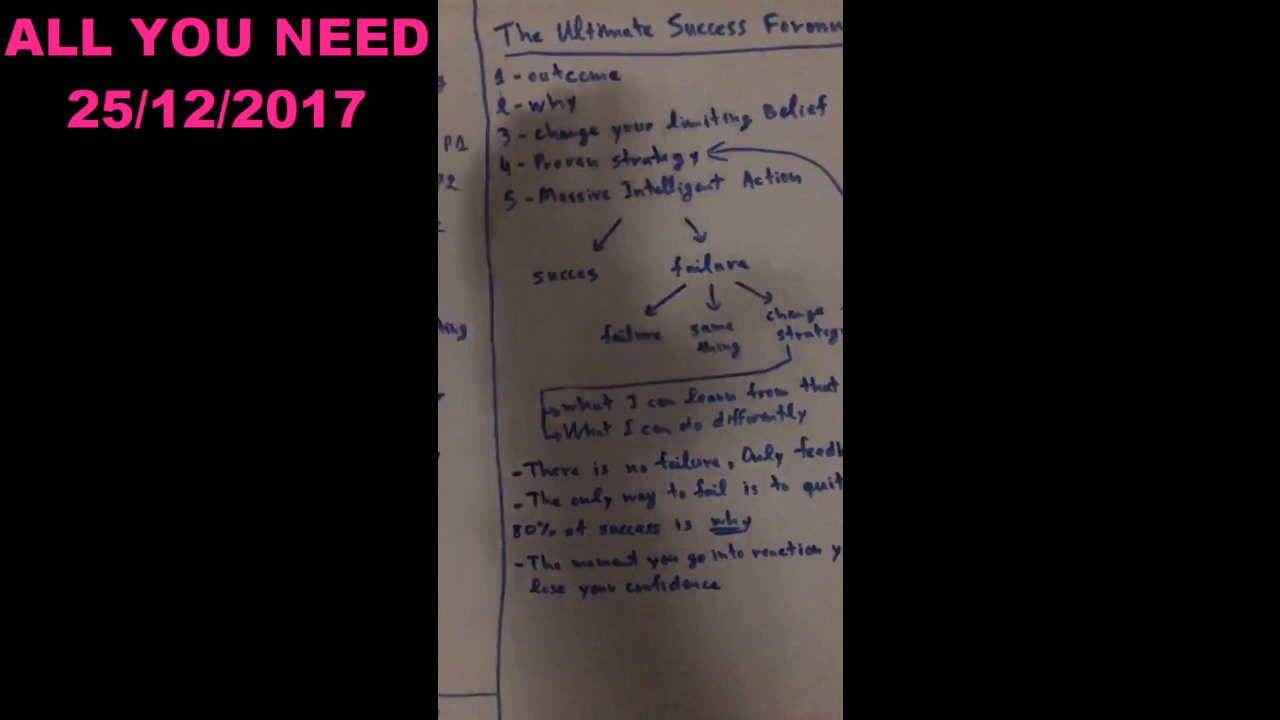 ALL YOU NEED
25/12/2017
P1
P2
The Ultimate Success
1 - outcome
2 - why
3 - change your limiting Belief
4 - Proven strategy
5 - Massive Intelligent Action
succes
failure
failure
same
thing
change
strategy
what I can learn from that
What I can do differently
- There is no failure, Only
- The only way to fail is to quit
80% of success is why
- The moment you go into reaction
lose your confidence